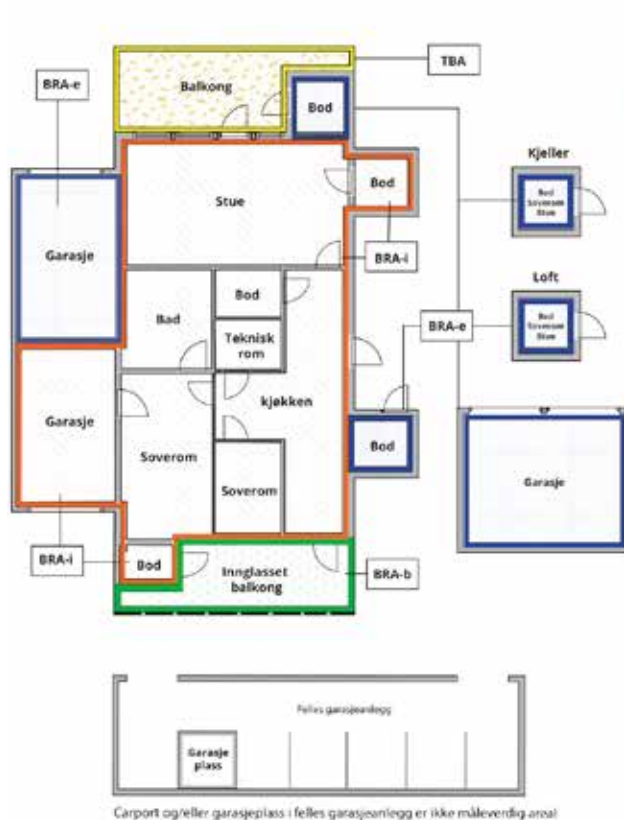 TBA
BRA-e
Balkong
Bod
Kjeller
Bod
Soverom
Stue
Stue
Bod
Garasje
BRA-i
Loft
Bod
Bad
Teknisk
rom
BRA-e
Bod
Soverom
Stue
kjøkken
Garasje
Bod
Soverom
Soverom
Garasje
BRA-i
Bod
Innglasset
balkong
BRA-b
Felles garasjeanlegg
Garasje
plass
Carport og/eller garasjeplass i felles garasjeanlegg er ikke måleverdig areal